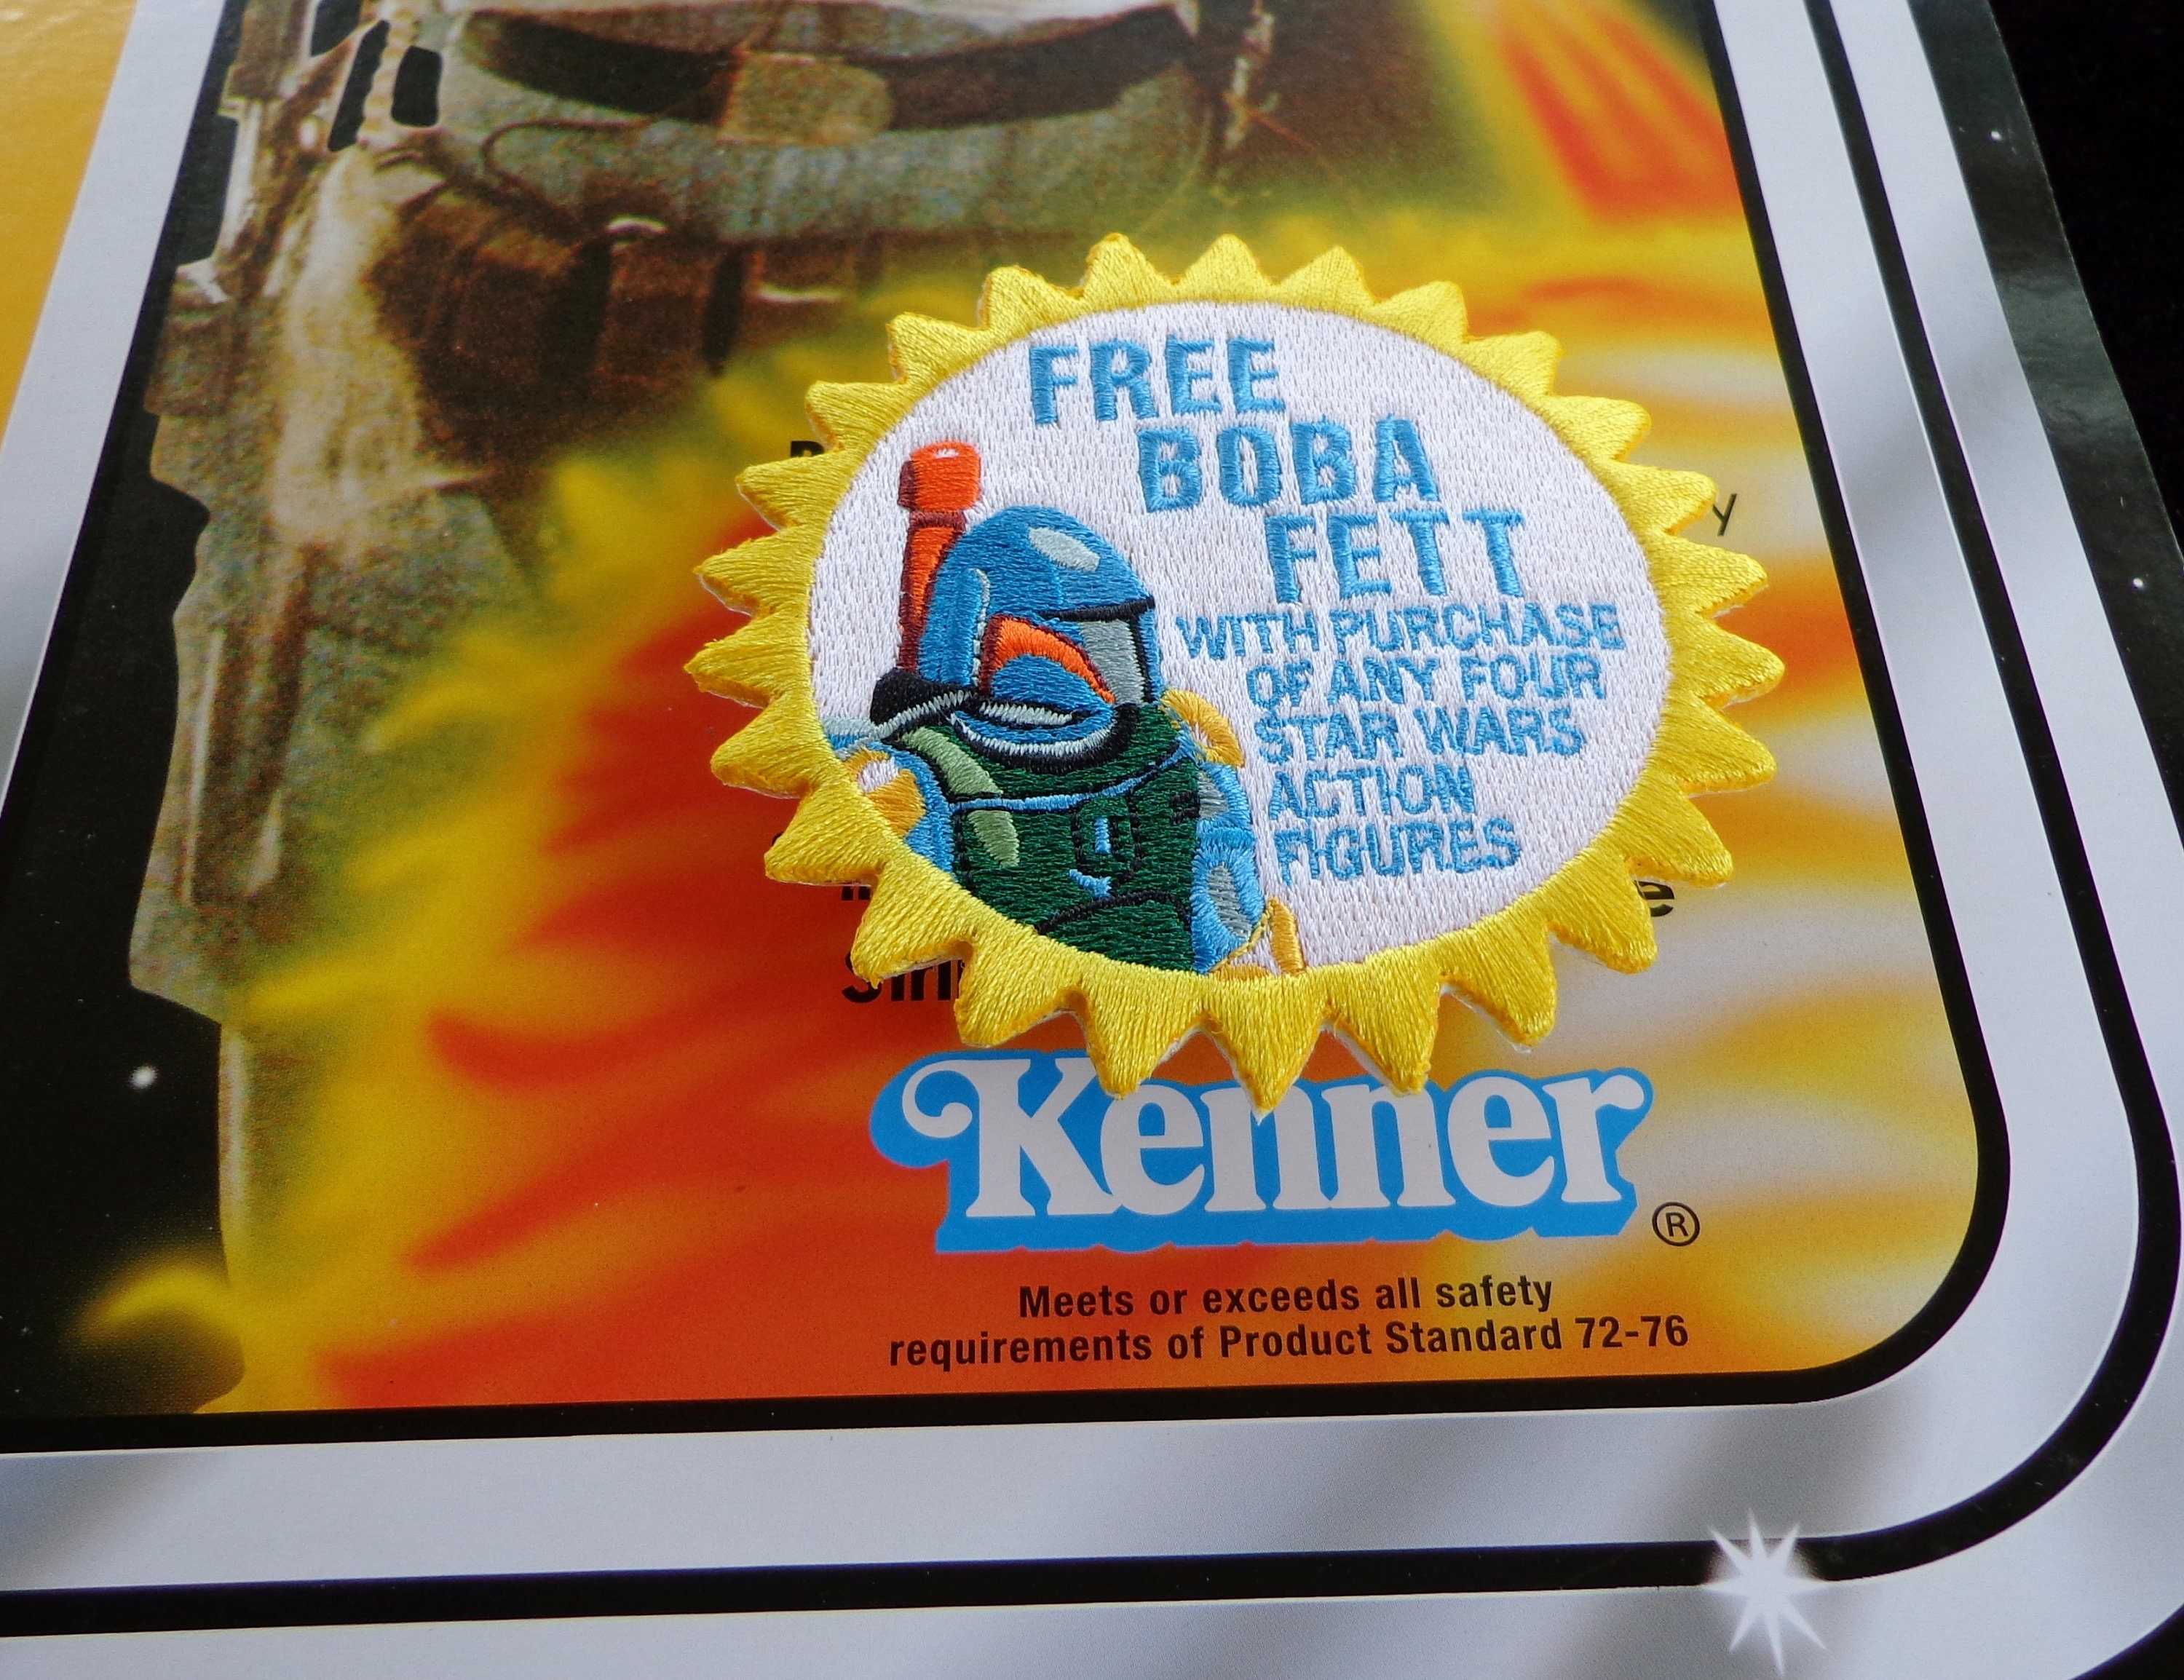 FREE
BOBA
FETT
WITH PURCHASE
OF ANY FOUR
STAR WARS
ACTION
FIGURES
Kenner
®
Meets or exceeds all safety
requirements of Product Standard 72-76